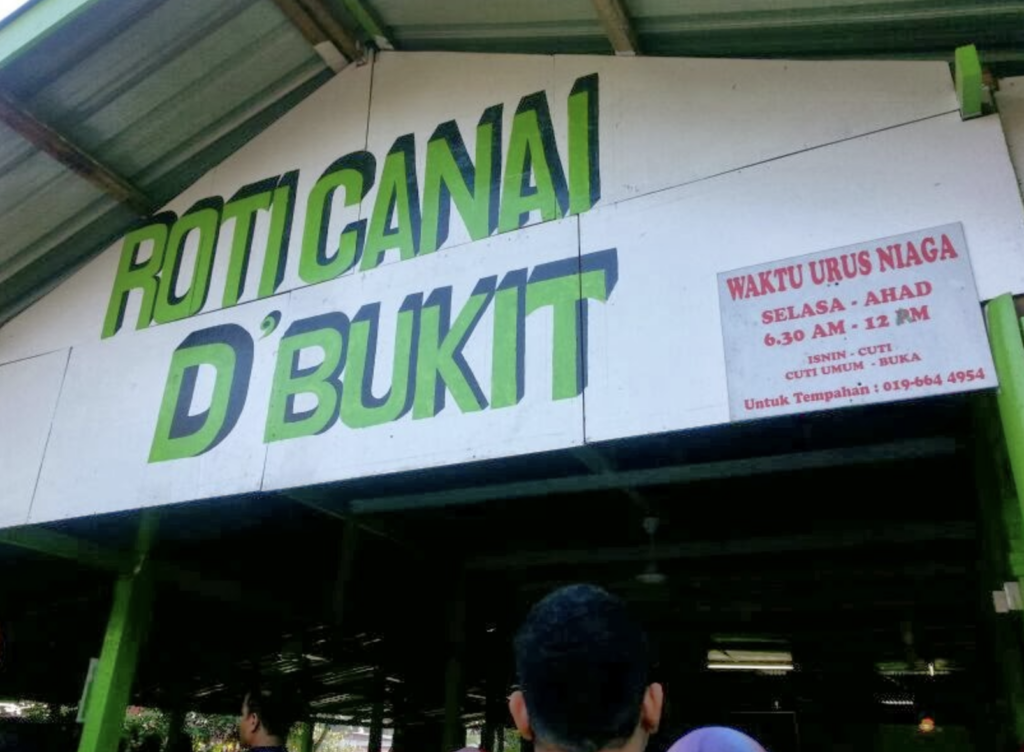 ROTI CANAI
D'BUKIT
WAKTU URUS NIAGA
SELASA - AHAD
6.30 AM - 12 PM
ISNIN - CUTI
CUTI UMUM - BUKA
Untuk Tempahan : 019-664 4954